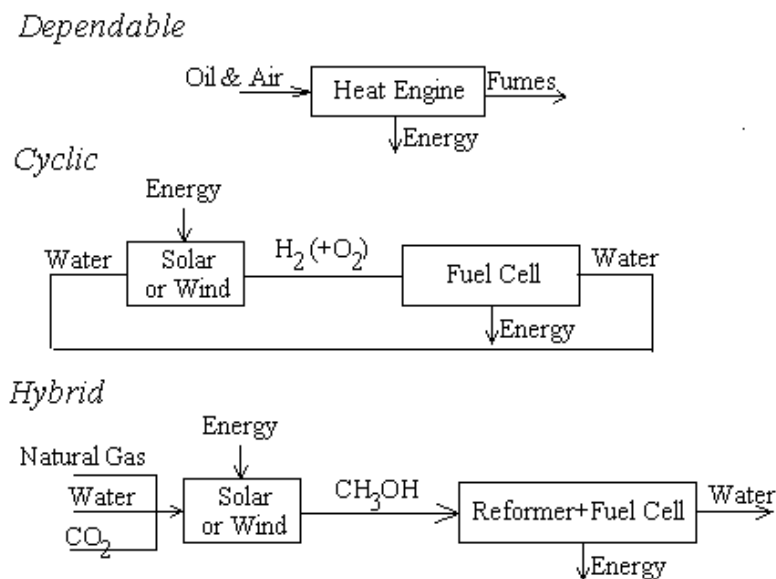 Dependable
Oil & Air
Heat Engine
Fumes
Energy
Cyclic
Energy
Water
Solar
or Wind
H₂ (+O₂)
Fuel Cell
Water
Energy
Hybrid
Energy
Natural Gas
Water
CO₂
Solar
or Wind
CH₃OH
Reformer+Fuel Cell
Water
Energy